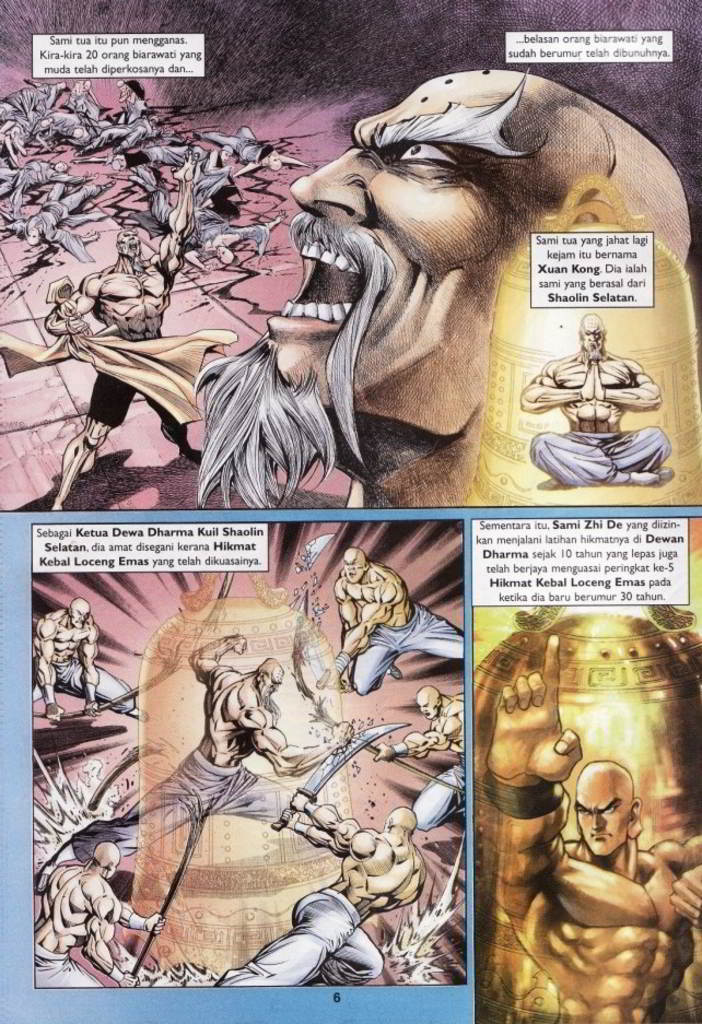 Sami tua itu pun mengganas.
Kira-kira 20 orang biarawati yang
muda telah diperkosanya dan...
...belasan orang biarawati yang
sudah berumur telah dibunuhnya.
Sami tua yang jahat lagi
kejam itu bernama
Xuan Kong. Dia ialah
sami yang berasal dari
Shaolin Selatan.
Sebagai Ketua Dewa Dharma Kuil Shaolin
Selatan, dia amat disegani kerana Hikmat
Kebal Loceng Emas yang telah dikuasainya.
Sementara itu, Sami Zhi De yang diizin-
kan menjalani latihan hikmatnya di Dewan
Dharma sejak 10 tahun yang lepas juga
telah berjaya menguasai peringkat ke-5
Hikmat Kebal Loceng Emas pada
ketika dia baru berumur 30 tahun.
6